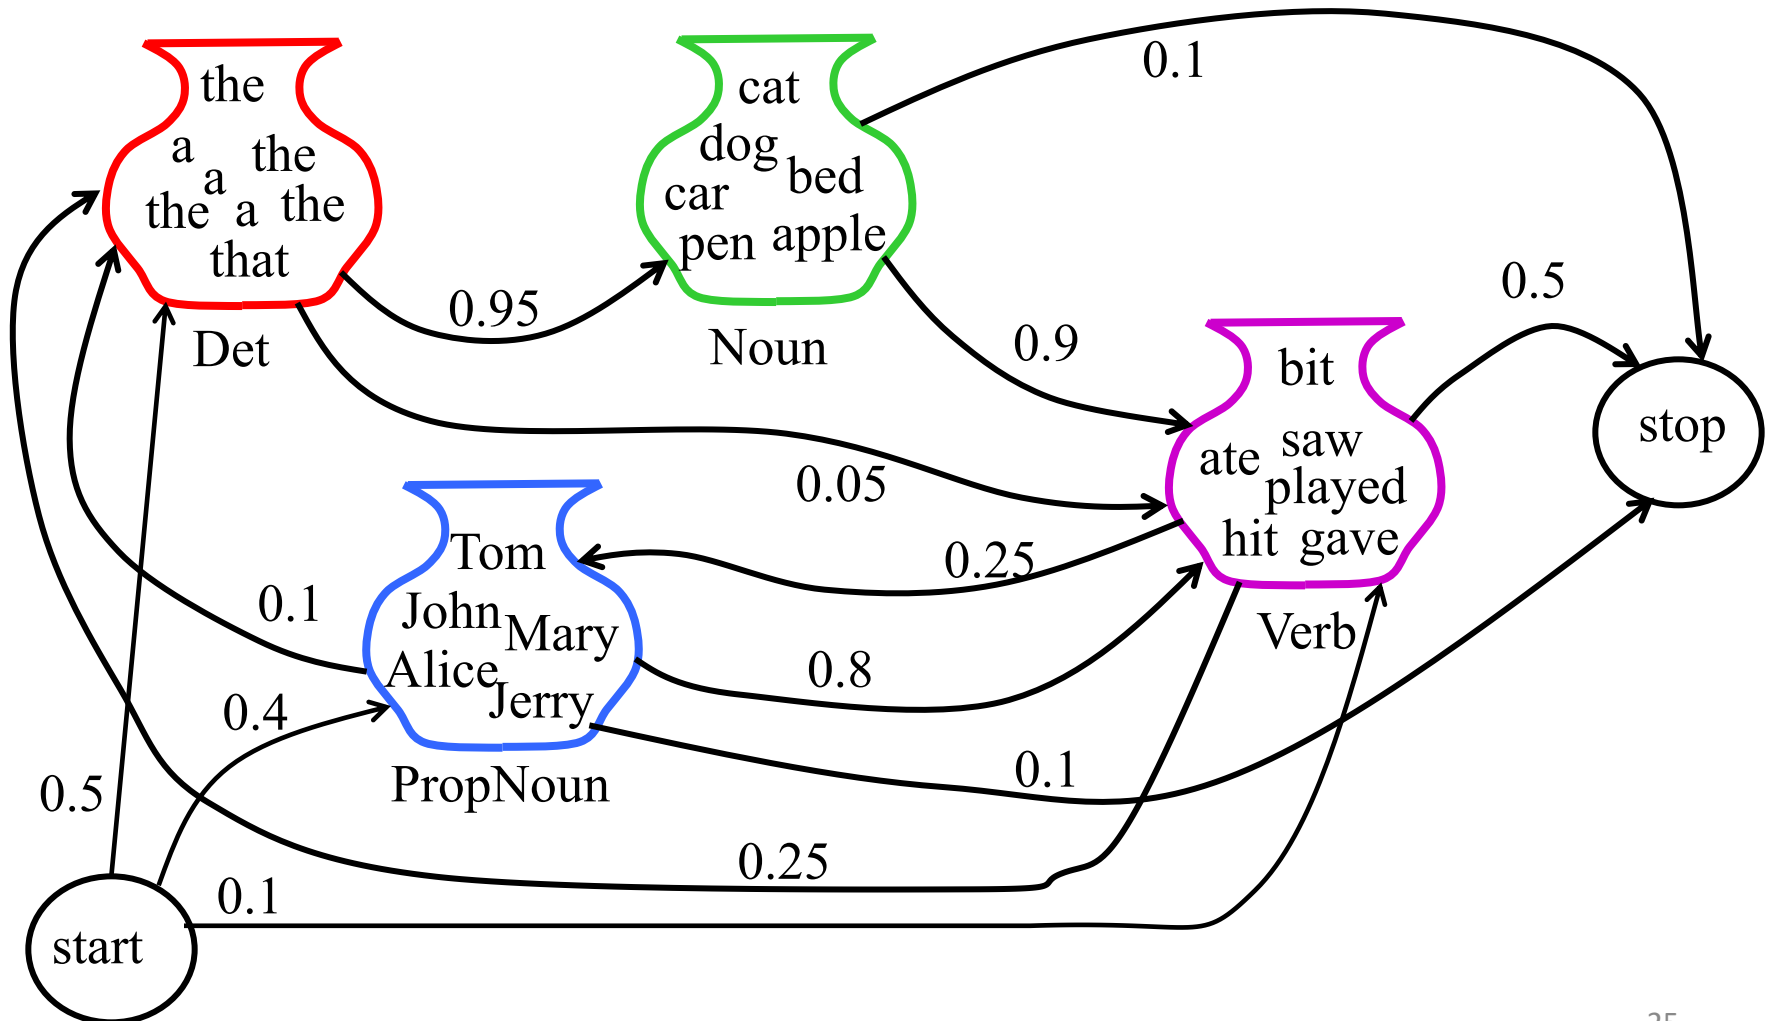 the
a
the
a
the
a
the
that
Det
0.95
cat
dog
bed
car
pen
apple
Noun
0.1
0.9
0.5
bit
saw
ate
played
hit
gave
Verb
stop
0.05
0.25
Tom
John
Mary
Alice
Jerry
PropNoun
0.1
0.8
0.4
0.1
0.5
0.25
0.1
start